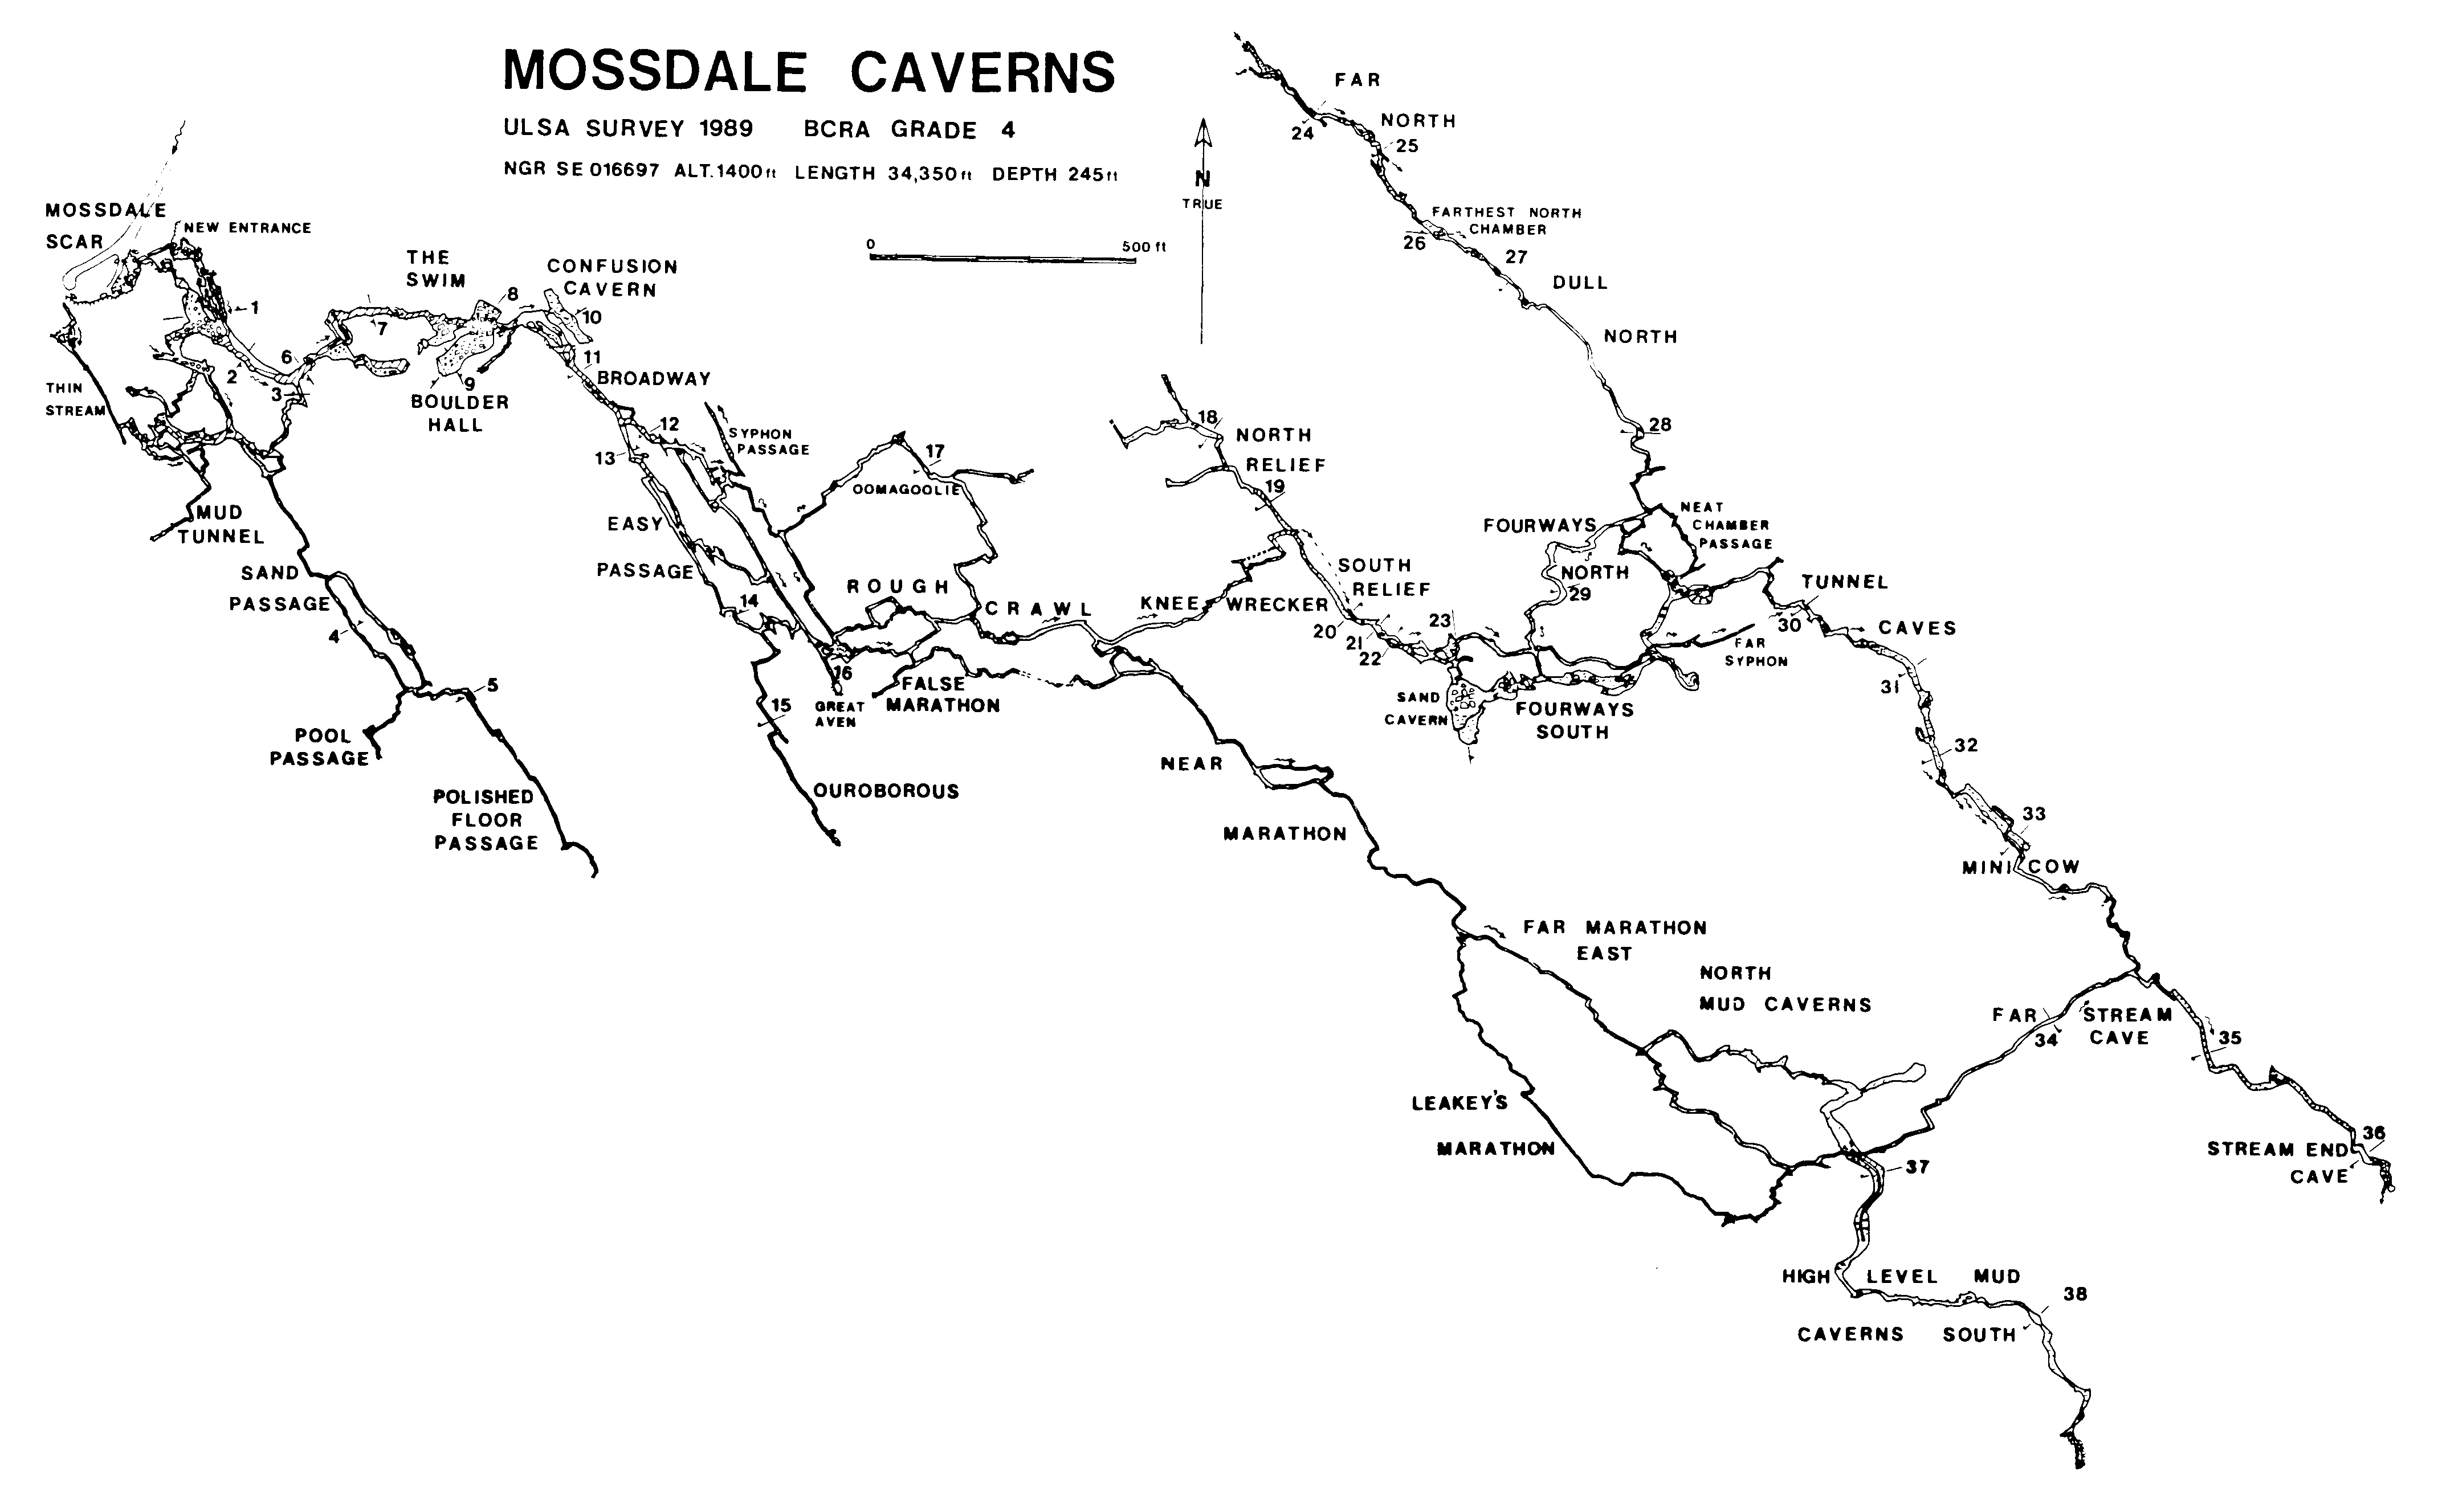 MOSSDALE CAVERNS
ULSA SURVEY 1989 BCRA GRADE 4
NGR SE 016697 ALT.1400ft LENGTH 34,350ft DEPTH 245ft
0
500 ft
N
TRUE
MOSSDALE
SCAR
NEW ENTRANCE
THE
SWIM
CONFUSION
CAVERN
1
2
3
6
7
8
9
10
11
BOULDER
HALL
THIN
STREAM
BROADWAY
12
13
SYPHON
PASSAGE
17
OOMAGOOLIE
MUD
TUNNEL
SAND
PASSAGE
4
5
POOL
PASSAGE
POLISHED
FLOOR
PASSAGE
EASY
PASSAGE
14
15
16
GREAT
AVEN
OUROBOROUS
ROUGH
CRAWL
FALSE
MARATHON
KNEE WRECKER
18
NORTH
RELIEF
19
SOUTH
RELIEF
20
21
22
23
SAND
CAVERN
FAR
NORTH
24
25
FARTHEST NORTH
CHAMBER
26
27
DULL
NORTH
28
NEAT
CHAMBER
PASSAGE
FOURWAYS
NORTH
29
FOURWAYS
SOUTH
FAR
SYPHON
TUNNEL
CAVES
30
31
32
33
MINI COW
NEAR
MARATHON
FAR MARATHON
EAST
NORTH
MUD CAVERNS
LEAKEY'S
MARATHON
FAR STREAM
CAVE
34
35
36
STREAM END
CAVE
37
HIGH LEVEL MUD
CAVERNS SOUTH
38